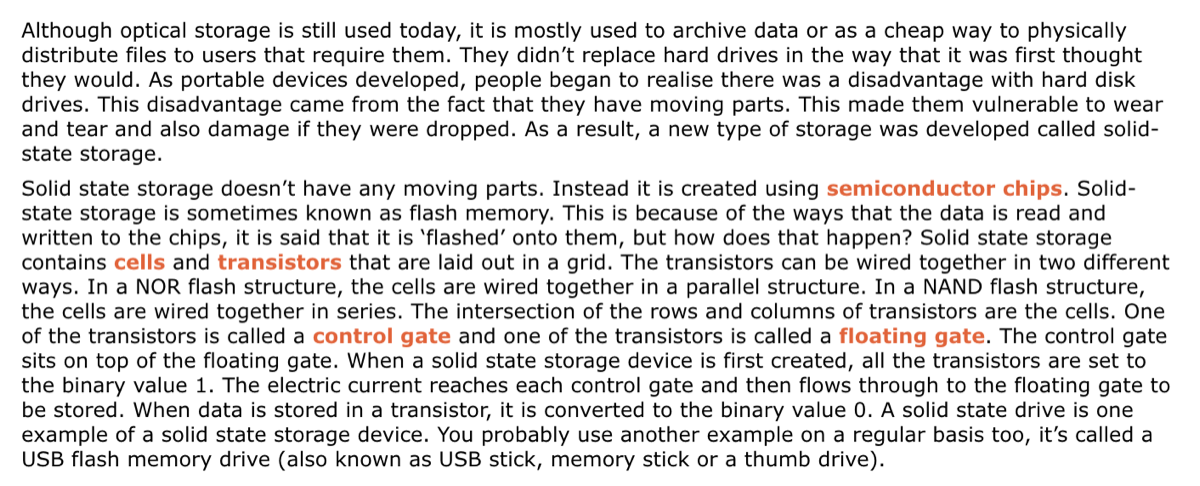 Although optical storage is still used today, it is mostly used to archive data or as a cheap way to physically
distribute files to users that require them. They didn’t replace hard drives in the way that it was first thought
they would. As portable devices developed, people began to realise there was a disadvantage with hard disk
drives. This disadvantage came from the fact that they have moving parts. This made them vulnerable to wear
and tear and also damage if they were dropped. As a result, a new type of storage was developed called solid-
state storage.
Solid state storage doesn’t have any moving parts. Instead it is created using semiconductor chips. Solid-
state storage is sometimes known as flash memory. This is because of the ways that the data is read and
written to the chips, it is said that it is ‘flashed’ onto them, but how does that happen? Solid state storage
contains cells and transistors that are laid out in a grid. The transistors can be wired together in two different
ways. In a NOR flash structure, the cells are wired together in a parallel structure. In a NAND flash structure,
the cells are wired together in series. The intersection of the rows and columns of transistors are the cells. One
of the transistors is called a control gate and one of the transistors is called a floating gate. The control gate
sits on top of the floating gate. When a solid state storage device is first created, all the transistors are set to
the binary value 1. The electric current reaches each control gate and then flows through to the floating gate to
be stored. When data is stored in a transistor, it is converted to the binary value 0. A solid state drive is one
example of a solid state storage device. You probably use another example on a regular basis too, it’s called a
USB flash memory drive (also known as USB stick, memory stick or a thumb drive).